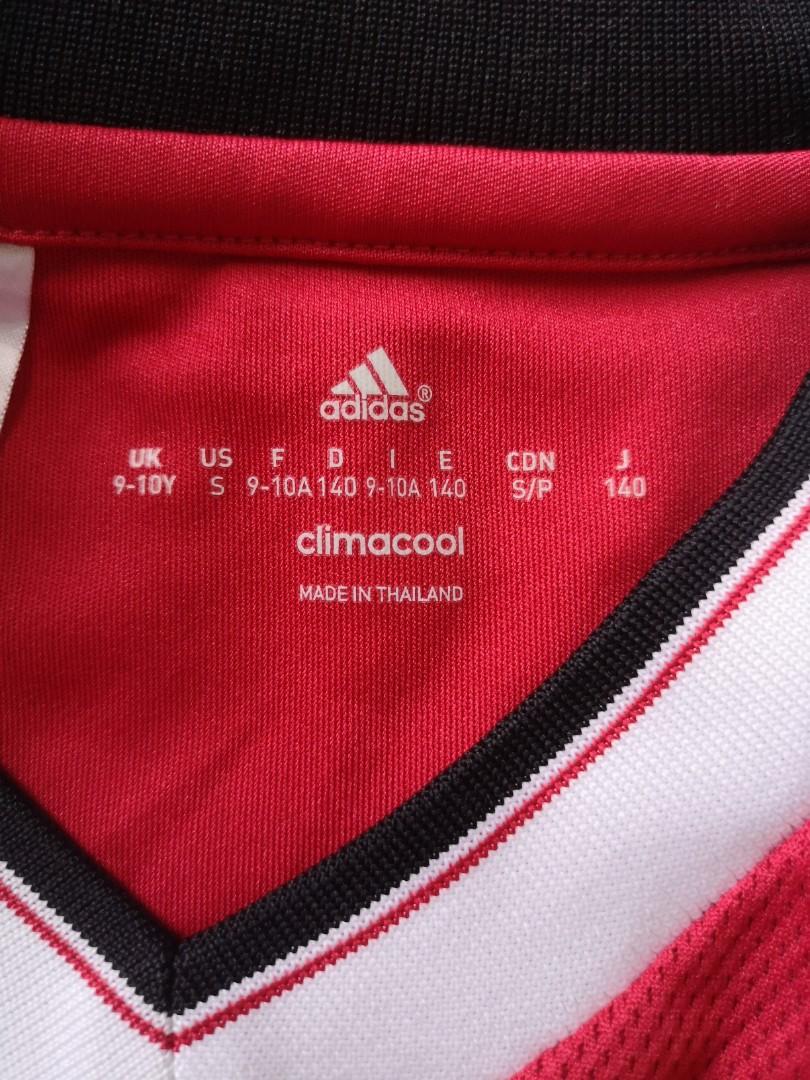 adidas®
UK US F D I E CDN J
9-10Y S 9-10A 140 9-10A 140 S/P 140
climacool
MADE IN THAILAND